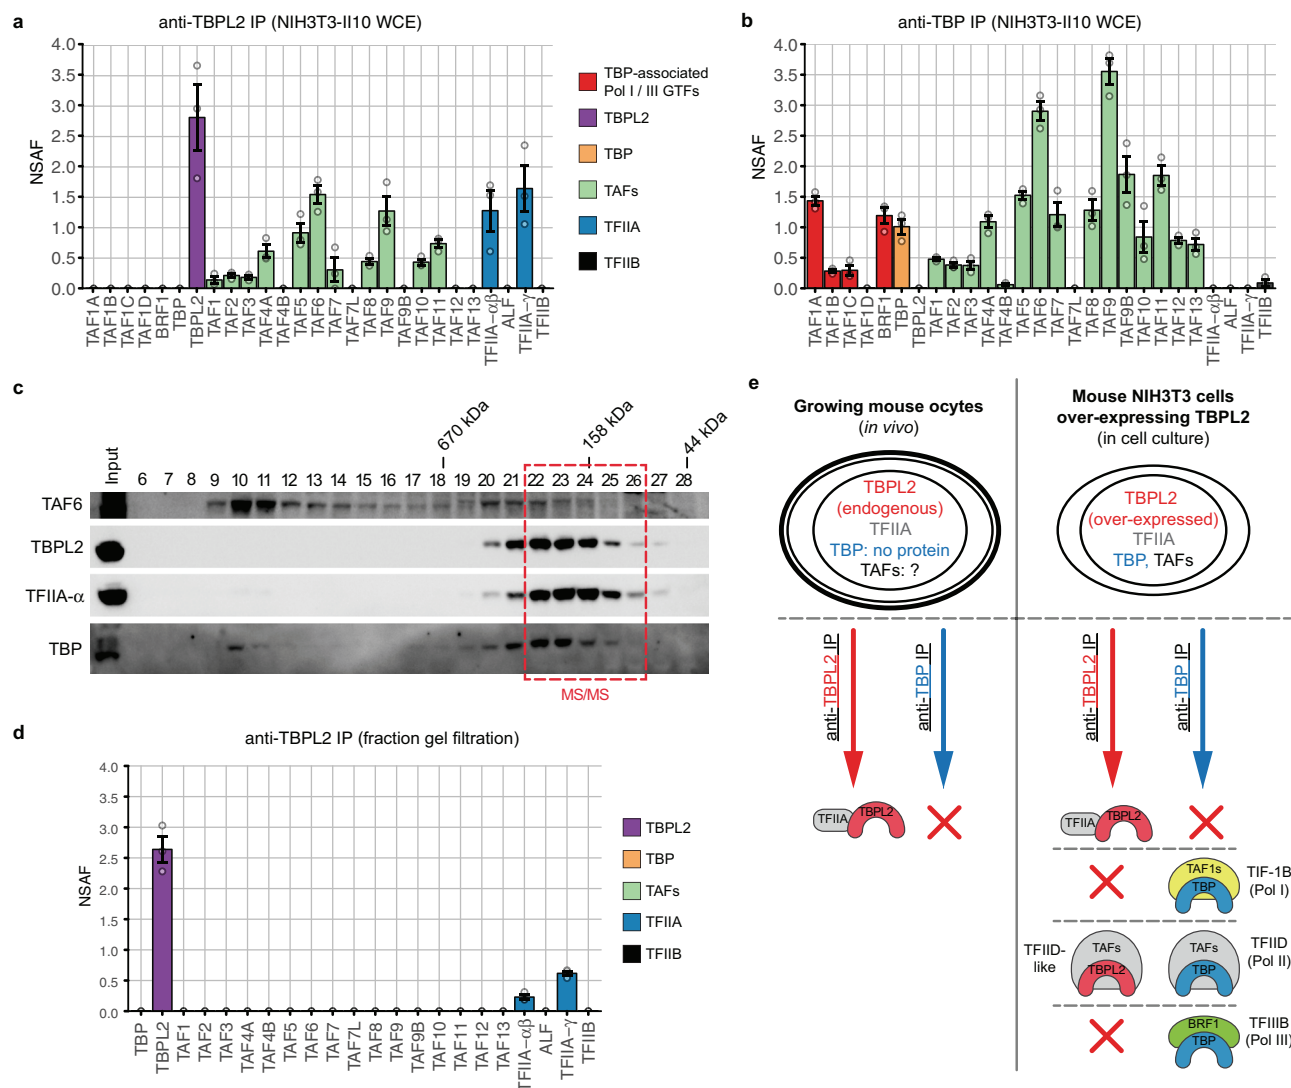 a
anti-TBPL2 IP (NIH3T3-II10 WCE)
NSAF
4.0
3.5
3.0
2.5
2.0
1.5
1.0
0.5
0.0
TAF1A
TAF1B
TAF1C
TAF1D
BRF1
TBP
TBPL2
TAF1
TAF2
TAF3
TAF4A
TAF4B
TAF5
TAF6
TAF7
TAF7L
TAF8
TAF9
TAF9B
TAF10
TAF11
TAF12
TAF13
TFIIA−αβ
ALF
TFIIA−γ
TFIIB
TBP-associated
Pol I / III GTFs
TBPL2
TBP
TAFs
TFIIA
TFIIB
b
anti-TBP IP (NIH3T3-II10 WCE)
NSAF
4.0
3.5
3.0
2.5
2.0
1.5
1.0
0.5
0.0
TAF1A
TAF1B
TAF1C
TAF1D
BRF1
TBP
TBPL2
TAF1
TAF2
TAF3
TAF4A
TAF4B
TAF5
TAF6
TAF7
TAF7L
TAF8
TAF9
TAF9B
TAF10
TAF11
TAF12
TAF13
TFIIA−αβ
ALF
TFIIA−γ
TFIIB
c
670 kDa
158 kDa
44 kDa
Input 6 7 8 9 10 11 12 13 14 15 16 17 18 19 20 21 22 23 24 25 26 27 28
TAF6
TBPL2
TFIIA-α
TBP
MS/MS
d
anti-TBPL2 IP (fraction gel filtration)
NSAF
4.0
3.5
3.0
2.5
2.0
1.5
1.0
0.5
0.0
TBP
TBPL2
TAF1
TAF2
TAF3
TAF4A
TAF4B
TAF5
TAF6
TAF7
TAF7L
TAF8
TAF9
TAF9B
TAF10
TAF11
TAF12
TAF13
TFIIA−αβ
ALF
TFIIA−γ
TFIIB
TBPL2
TBP
TAFs
TFIIA
TFIIB
e
Growing mouse ocytes
(in vivo)
TBPL2
(endogenous)
TFIIA
TBP: no protein
TAFs: ?
anti-TBPL2 IP
anti-TBP IP
TFIIA
TBPL2
Mouse NIH3T3 cells
over-expressing TBPL2
(in cell culture)
TBPL2
(over-expressed)
TFIIA
TBP, TAFs
anti-TBPL2 IP
anti-TBP IP
TFIIA
TBPL2
TAF1s
TBP
TIF-1B
(Pol I)
TFIID-
like
TAFs
TBPL2
TAFs
TBP
TFIID
(Pol II)
BRF1
TBP
TFIIIB
(Pol III)